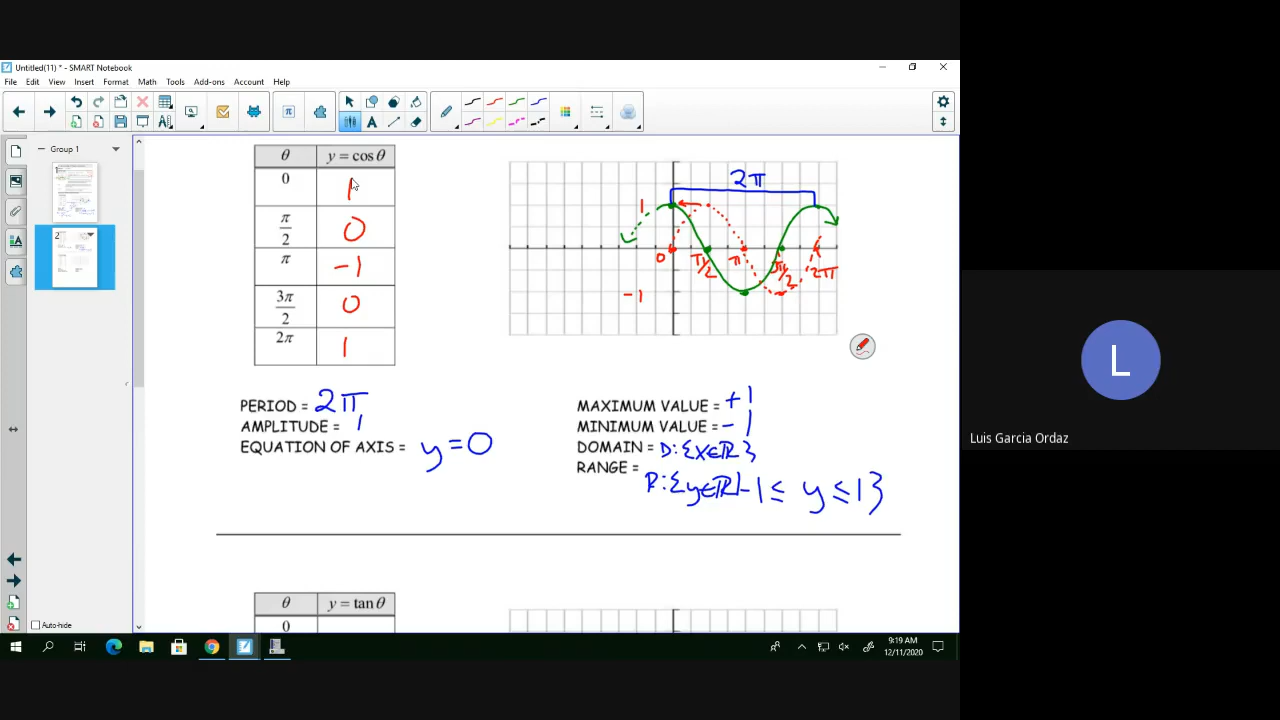 Untitled(11) * - SMART Notebook
File Edit View Insert Format Math Tools Add-ons Account Help
Group 1
2
θ y = cosθ
0 1
π/2 0
π -1
3π/2 0
2π 1
2π
1
0 π/2 π 3π/2 2π
-1
PERIOD = 2π
AMPLITUDE = 1
EQUATION OF AXIS = y = 0
MAXIMUM VALUE = +1
MINIMUM VALUE = -1
DOMAIN = D: {X∈ℝ}
RANGE = R: {y∈ℝ|-1 ≤ y ≤ 1}
θ y = tanθ
0
Auto-hide
9:19 AM
12/11/2020
L
Luis Garcia Ordaz